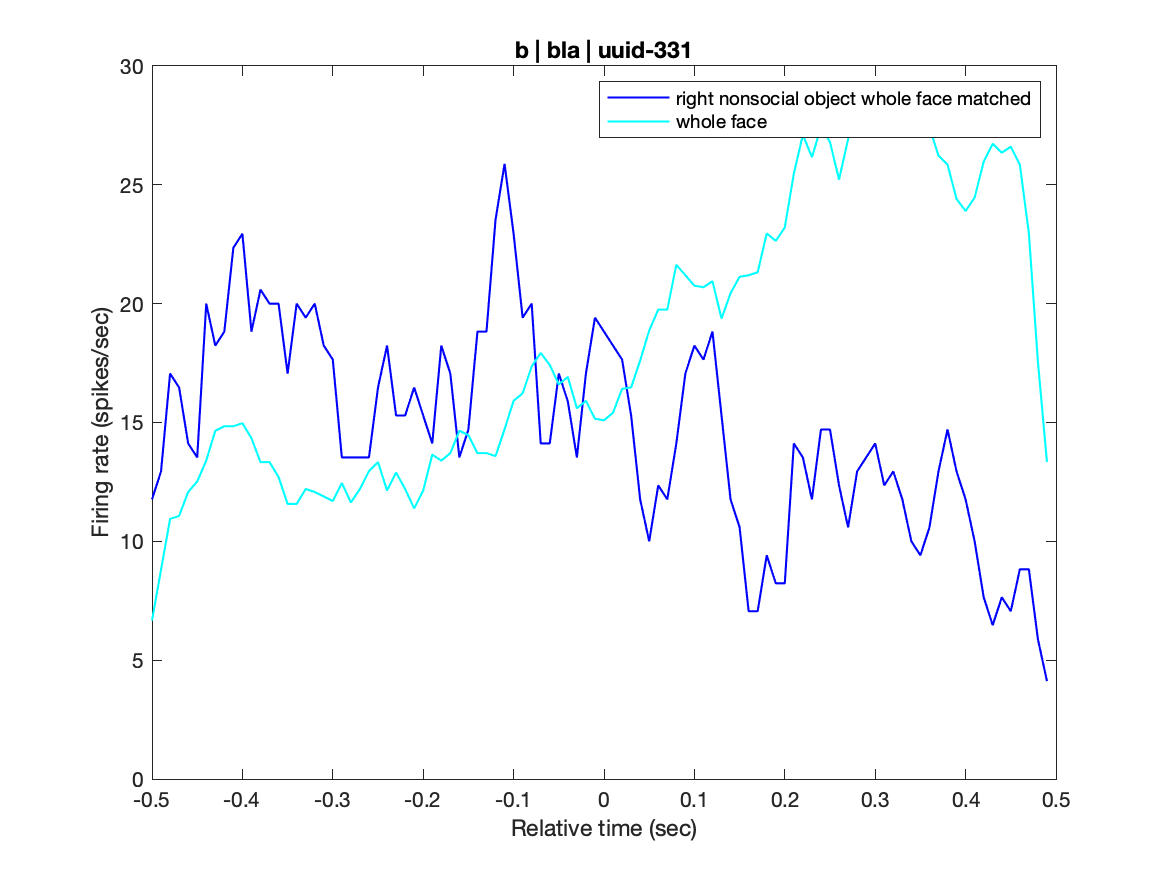 b | bla | uuid-331
30
right nonsocial object whole face matched
whole face
25
20
15
10
5
0
Firing rate (spikes/sec)
-0.5 -0.4 -0.3 -0.2 -0.1 0 0.1 0.2 0.3 0.4 0.5
Relative time (sec)